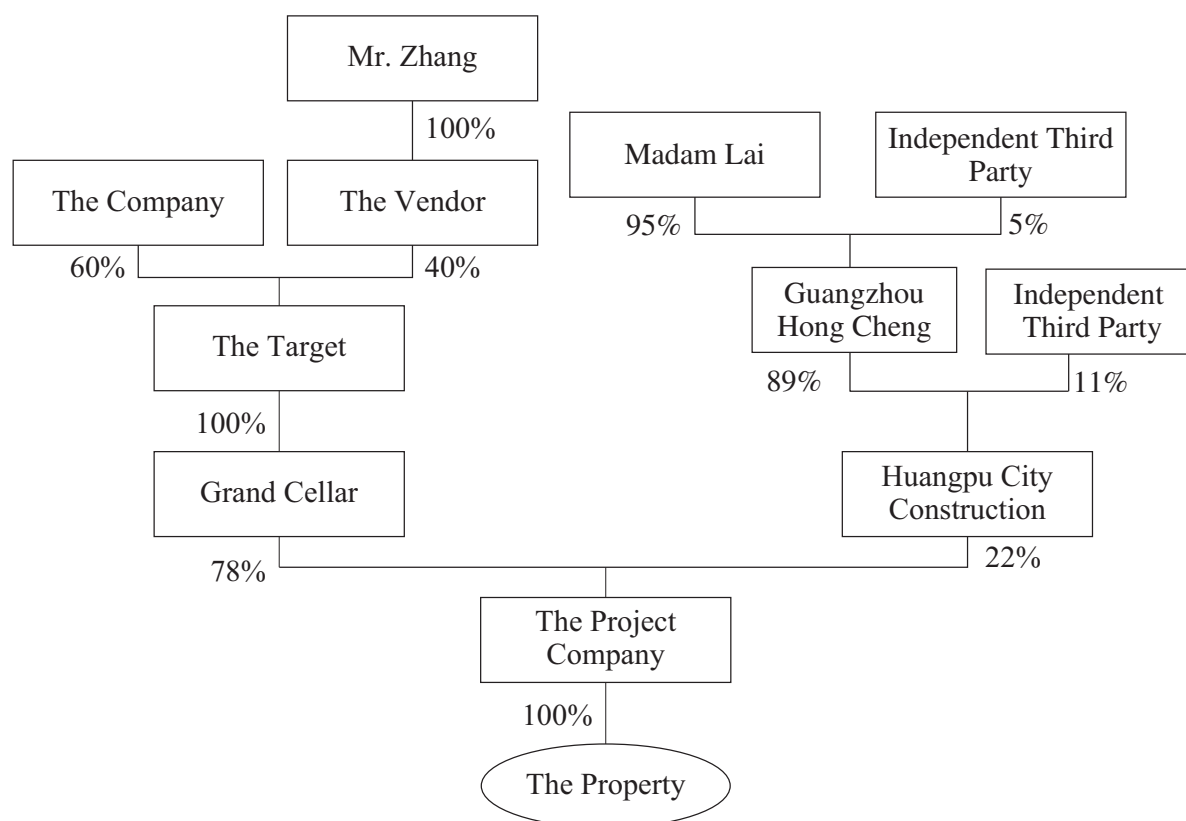 Mr. Zhang
100%
Madam Lai
Independent Third
Party
The Company
The Vendor
95%
5%
60%
40%
Guangzhou
Hong Cheng
Independent
Third Party
The Target
89%
11%
100%
Grand Cellar
Huangpu City
Construction
78%
22%
The Project
Company
100%
The Property